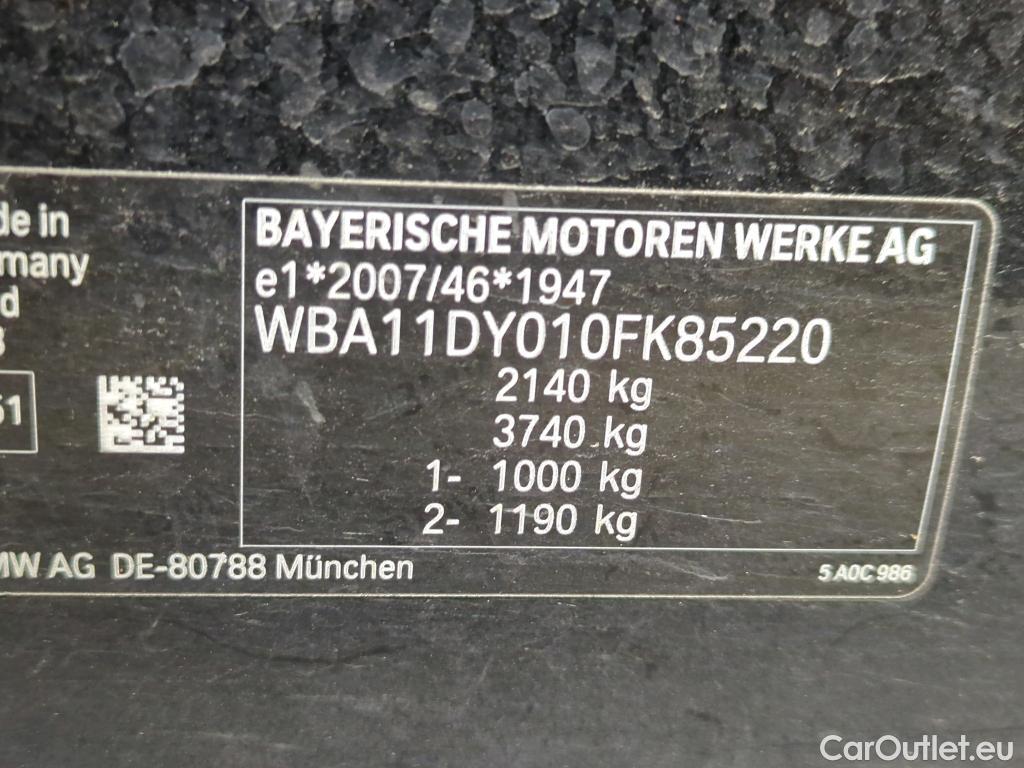 de in
many
d
BAYERISCHE MOTOREN WERKE AG
e1*2007/46*1947
WBA11DY010FK85220
2140 kg
3740 kg
1- 1000 kg
2- 1190 kg
51
MW AG DE-80788 München
5 A0C 986
CarOutlet.eu